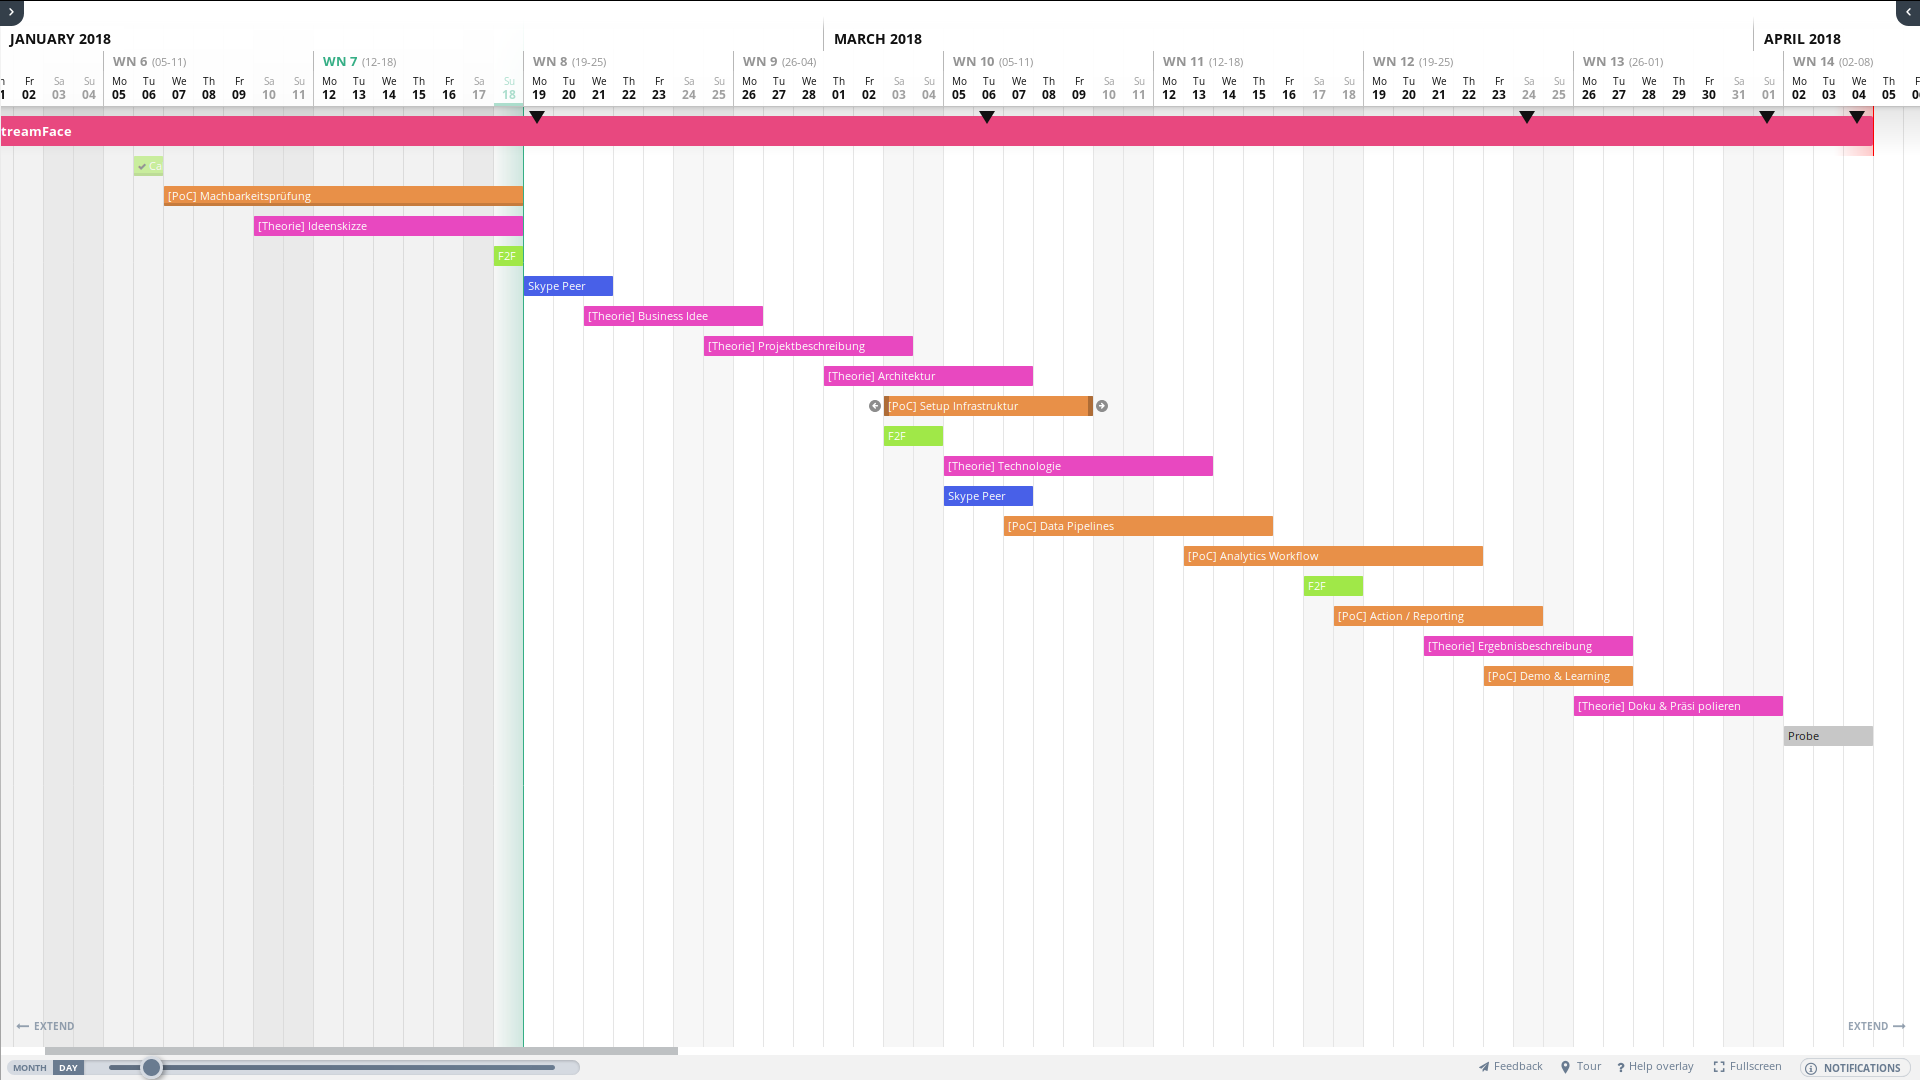 JANUARY 2018 MARCH 2018 APRIL 2018
WN 6 (05-11) WN 7 (12-18) WN 8 (19-25) WN 9 (26-04) WN 10 (05-11) WN 11 (12-18) WN 12 (19-25) WN 13 (26-01) WN 14 (02-08)
Fr Sa Su Mo Tu We Th Fr Sa Su Mo Tu We Th Fr Sa Su Mo Tu We Th Fr Sa Su Mo Tu We Th Fr Sa Su Mo Tu We Th Fr Sa Su Mo Tu We Th Fr Sa Su Mo Tu We Th Fr Sa Su Mo Tu We Th Fr Sa Su Mo Tu We Th F
1 02 03 04 05 06 07 08 09 10 11 12 13 14 15 16 17 18 19 20 21 22 23 24 25 26 27 28 01 02 03 04 05 06 07 08 09 10 11 12 13 14 15 16 17 18 19 20 21 22 23 24 25 26 27 28 29 30 31 01 02 03 04 05 0
treamFace
Ca
[PoC] Machbarkeitsprüfung
[Theorie] Ideenskizze
F2F
Skype Peer
[Theorie] Business Idee
[Theorie] Projektbeschreibung
[Theorie] Architektur
[PoC] Setup Infrastruktur
F2F
[Theorie] Technologie
Skype Peer
[PoC] Data Pipelines
[PoC] Analytics Workflow
F2F
[PoC] Action / Reporting
[Theorie] Ergebnisbeschreibung
[PoC] Demo & Learning
[Theorie] Doku & Präsi polieren
Probe
EXTEND EXTEND
MONTH DAY Feedback Tour ? Help overlay Fullscreen NOTIFICATIONS